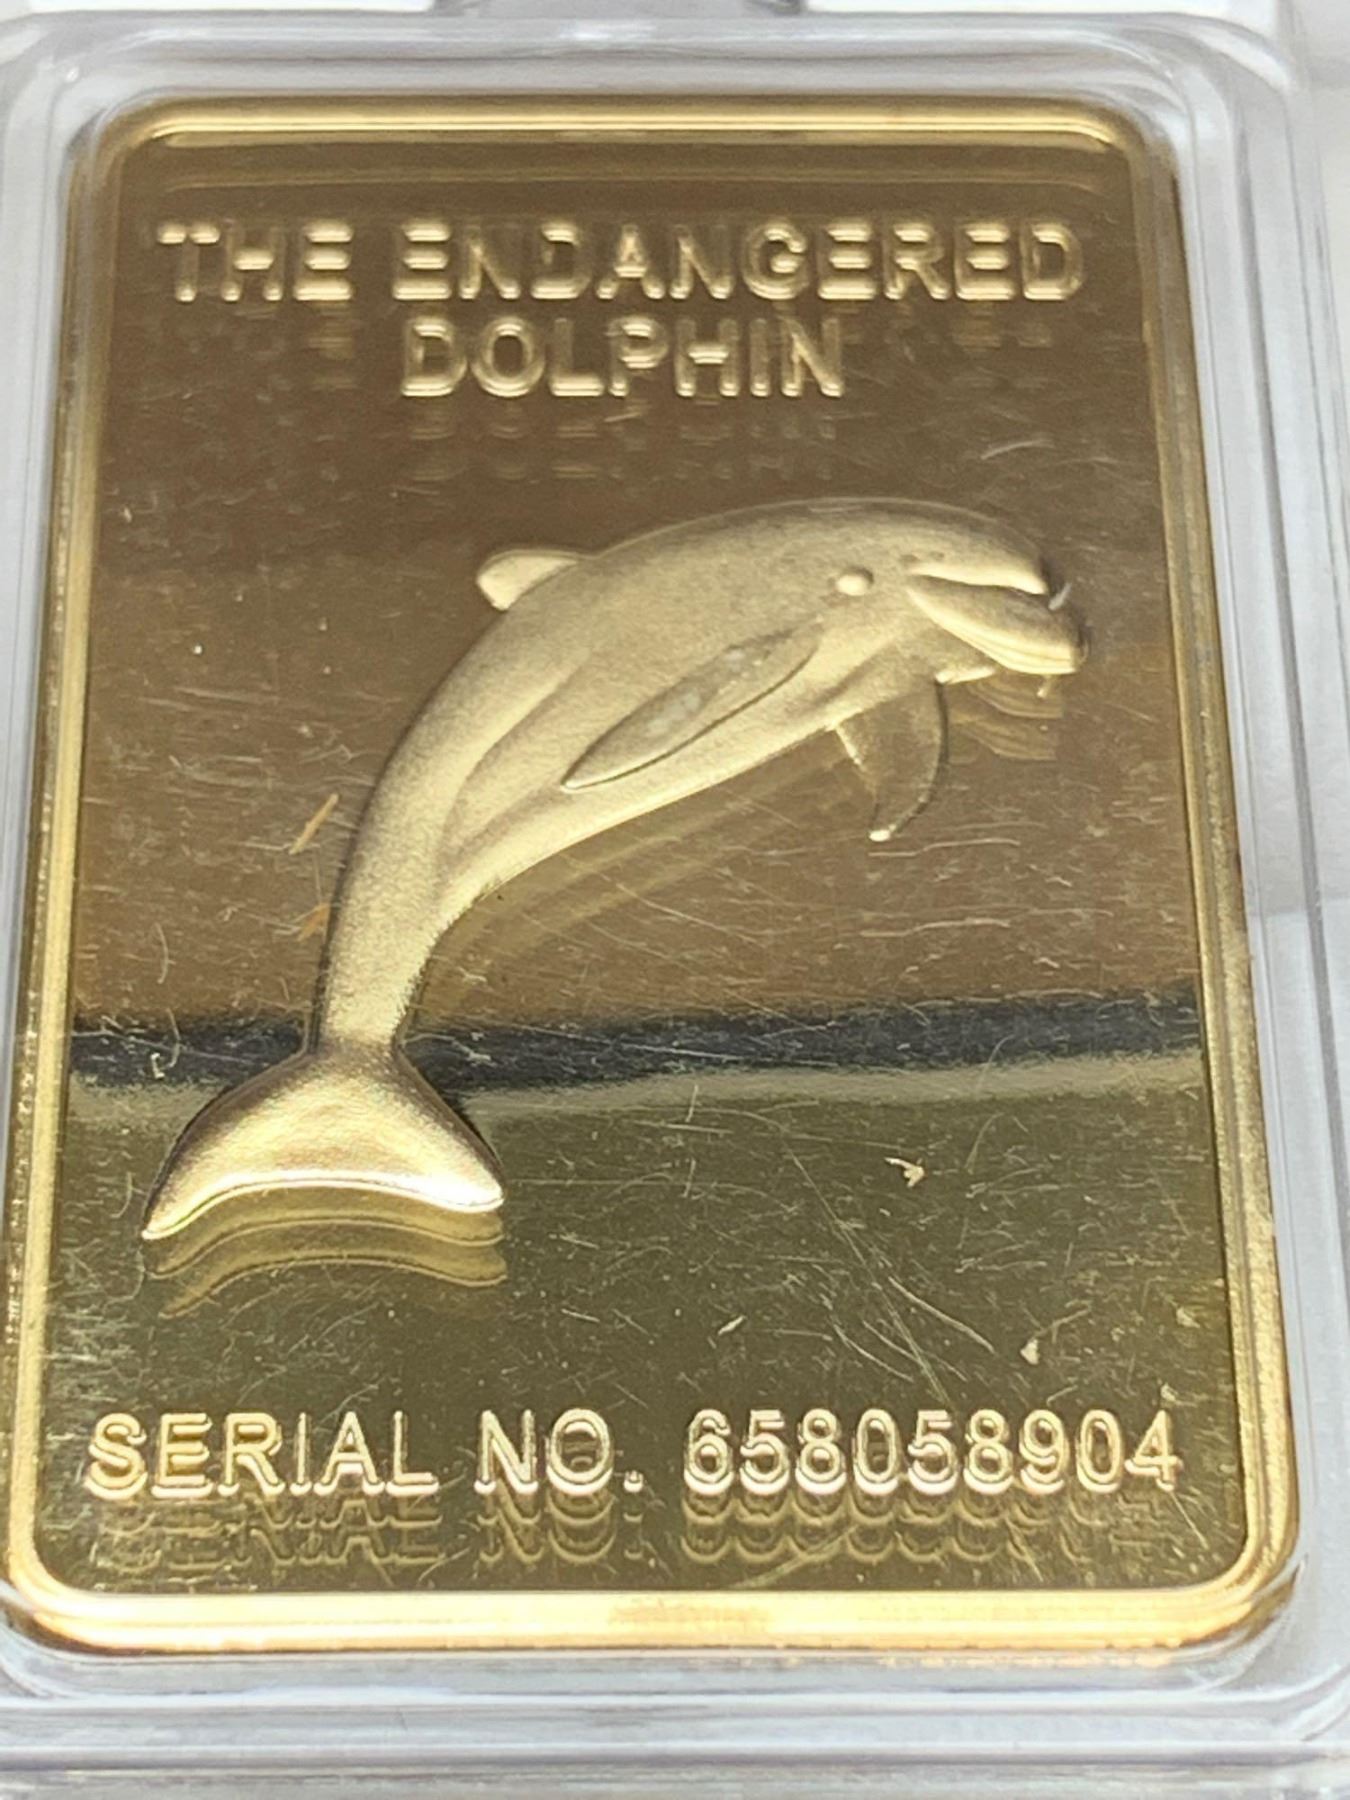 THE ENDANGERED
DOLPHIN
SERIAL NO. 658058904